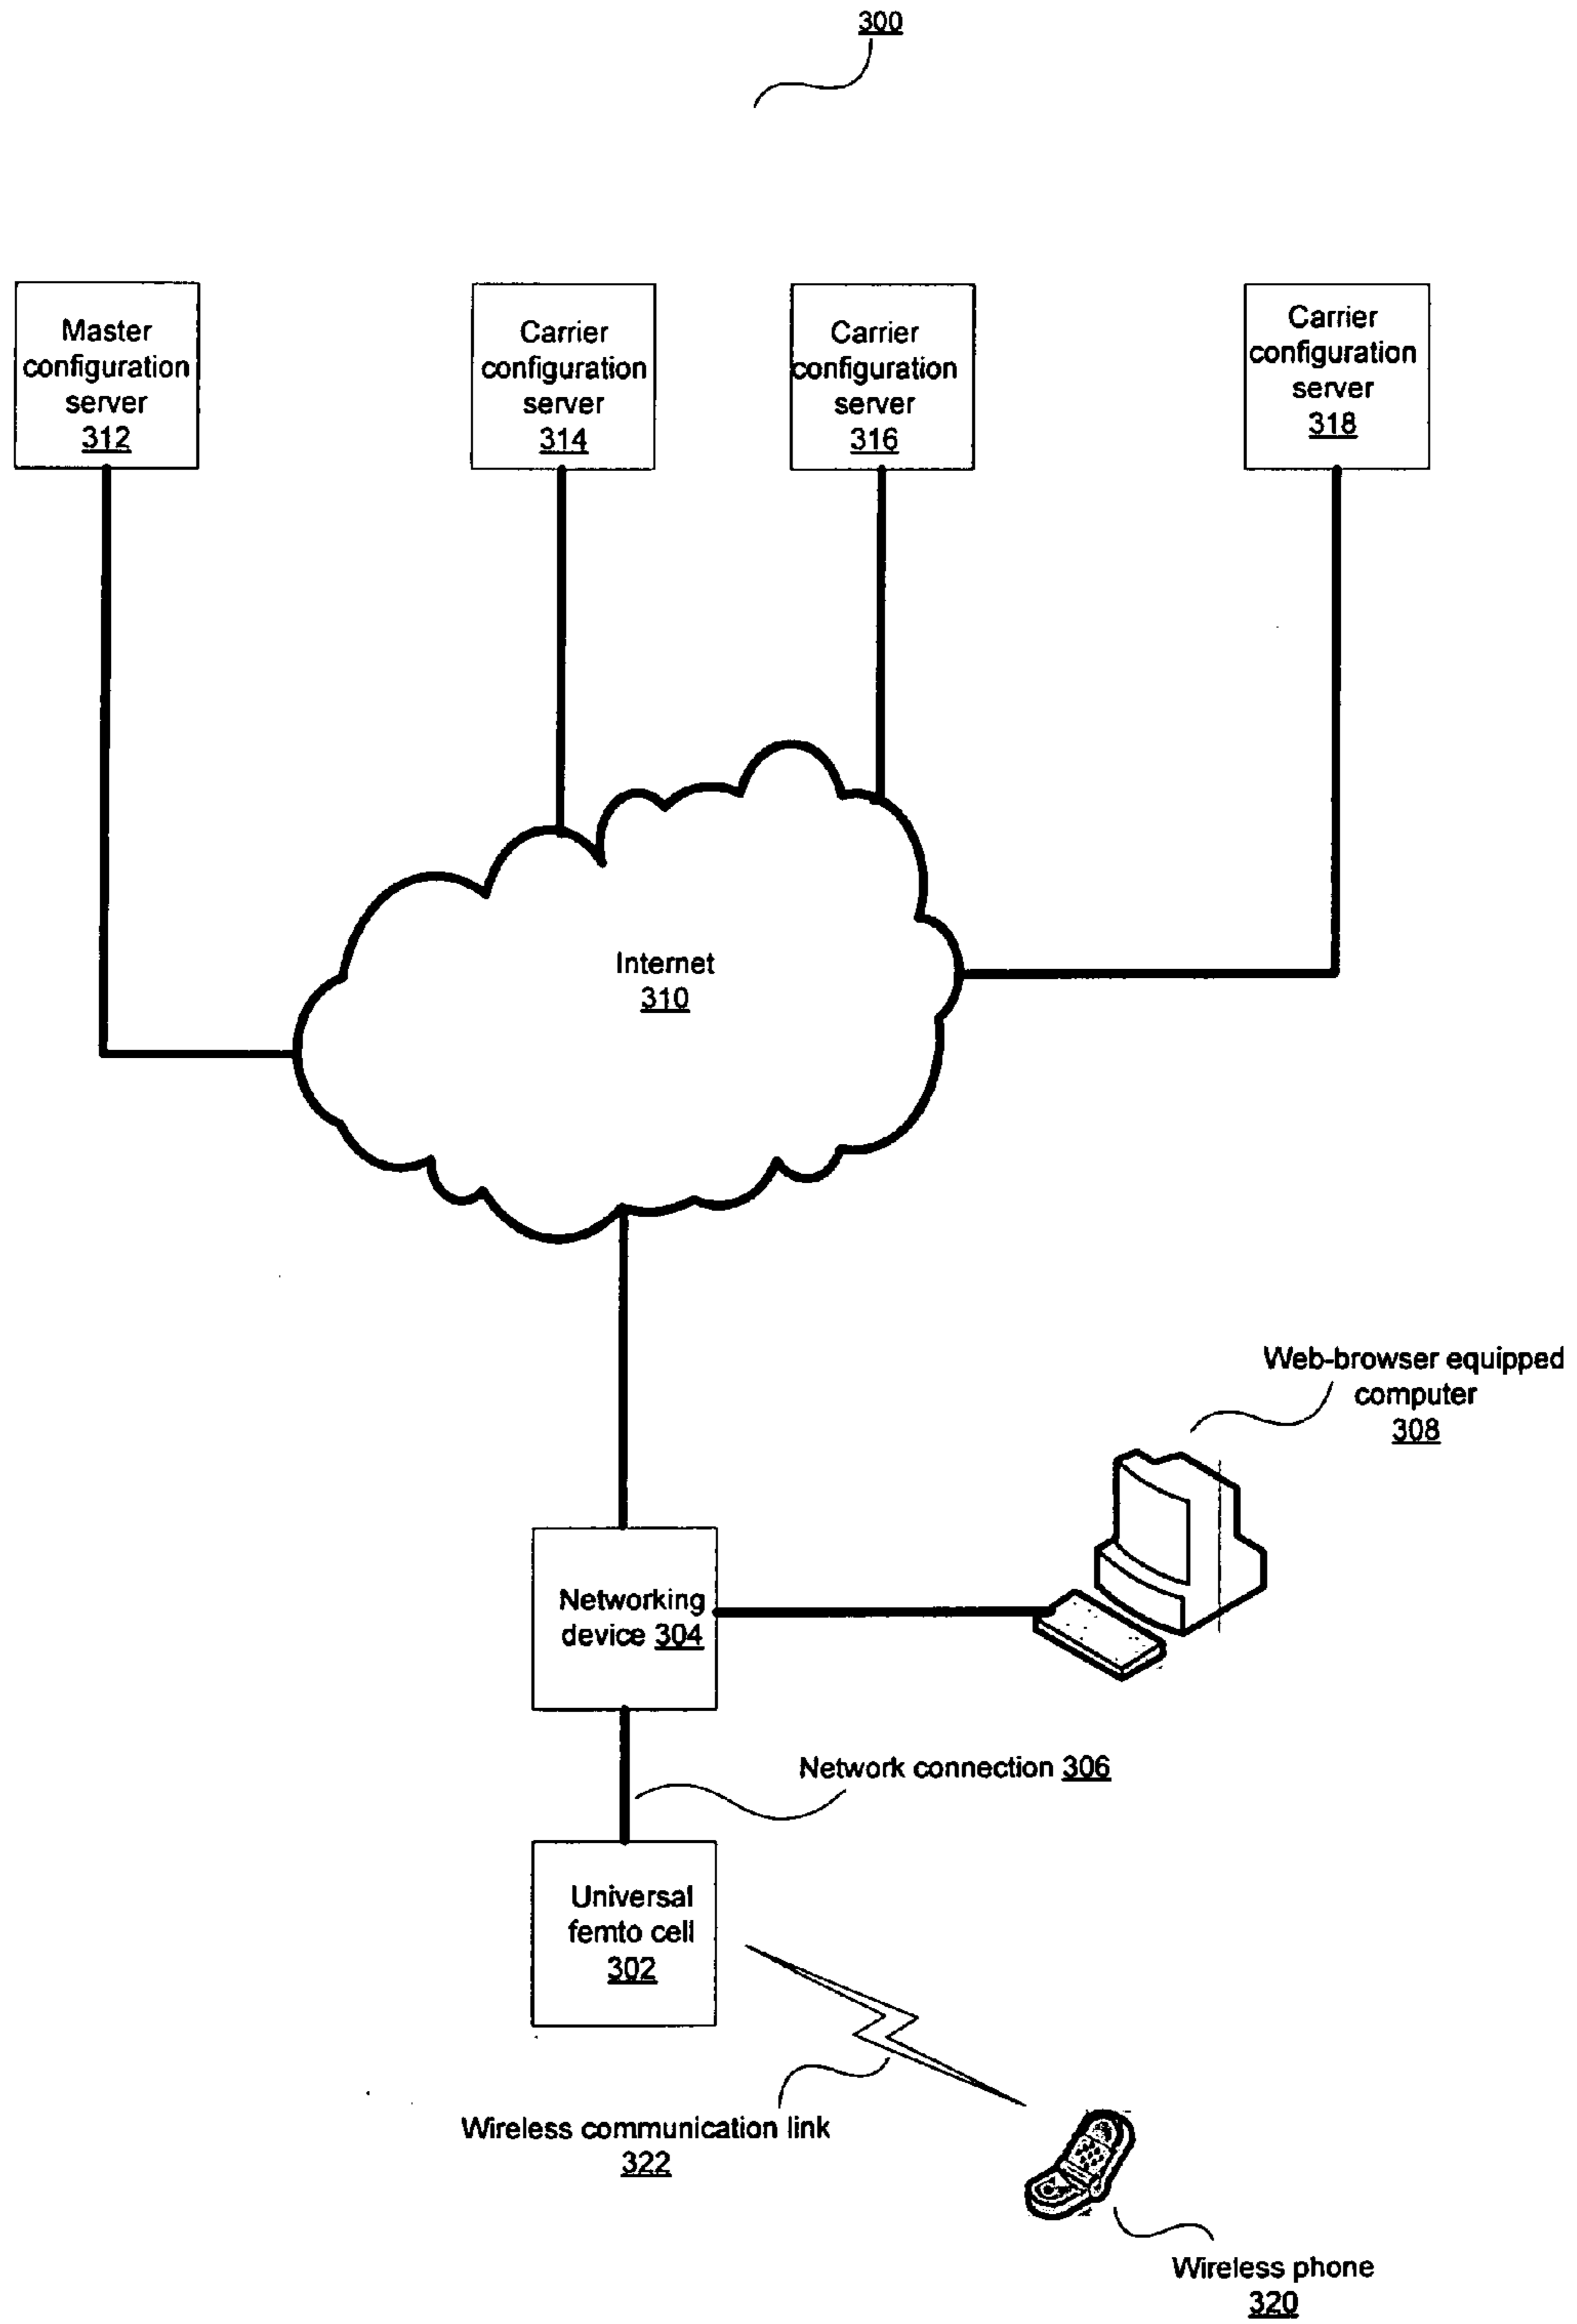 300
Master
configuration
server
312
Carrier
configuration
server
314
Carrier
configuration
server
316
Carrier
configuration
server
318
Internet
310
Web-browser equipped
computer
308
Networking
device 304
Network connection 306
Universal
femto cell
302
Wireless communication link
322
Wireless phone
320